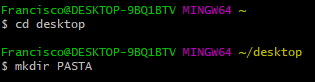 Francisco@DESKTOP-9BQ1BTV MINGW64 ~
$ cd desktop
Francisco@DESKTOP-9BQ1BTV MINGW64 ~/desktop
$ mkdir PASTA